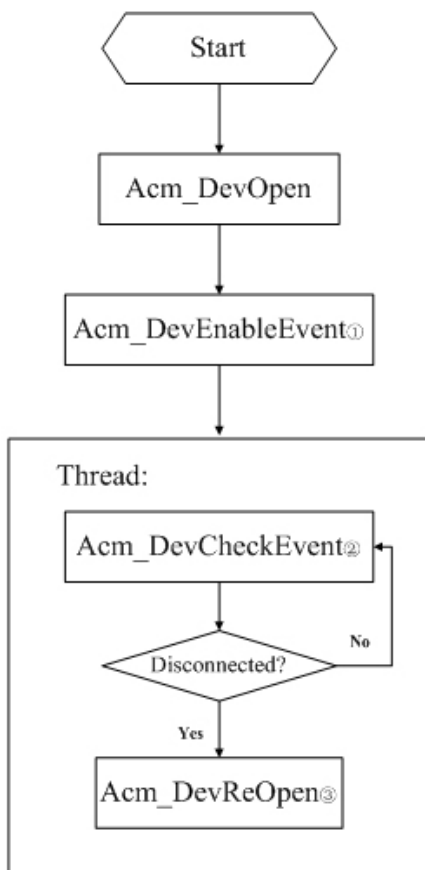 Start
Acm_DevOpen
Acm_DevEnableEvent①
Thread:
Acm_DevCheckEvent②
Disconnected?
No
Yes
Acm_DevReOpen③